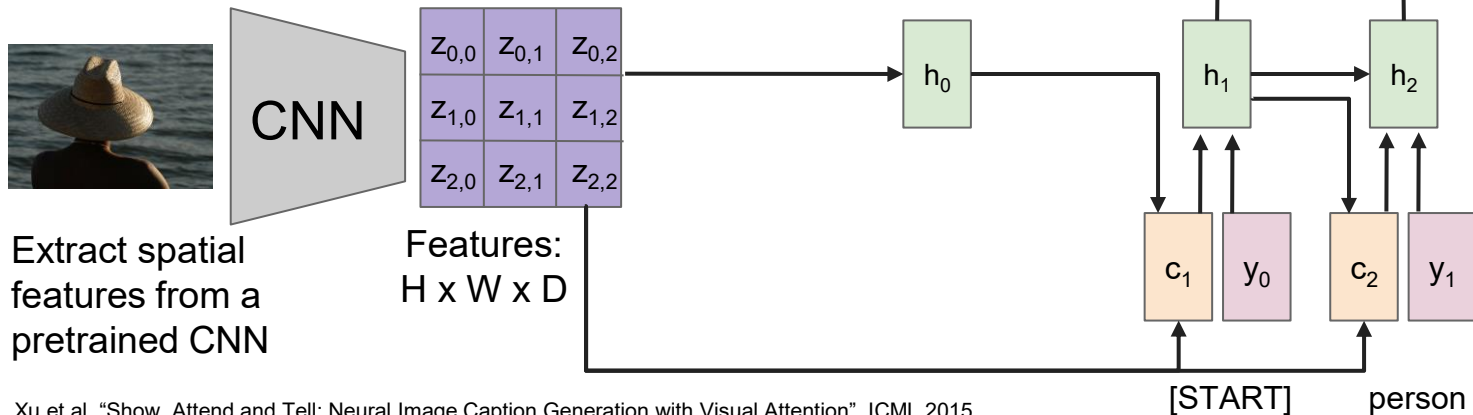 CNN
z0,0 z0,1 z0,2
z1,0 z1,1 z1,2
z2,0 z2,1 z2,2
h0
h1
h2
c1
y0
c2
y1
Extract spatial
features from a
pretrained CNN
Features:
H x W x D
[START]
person
Xu et al, “Show, Attend and Tell: Neural Image Caption Generation with Visual Attention”, ICML 2015